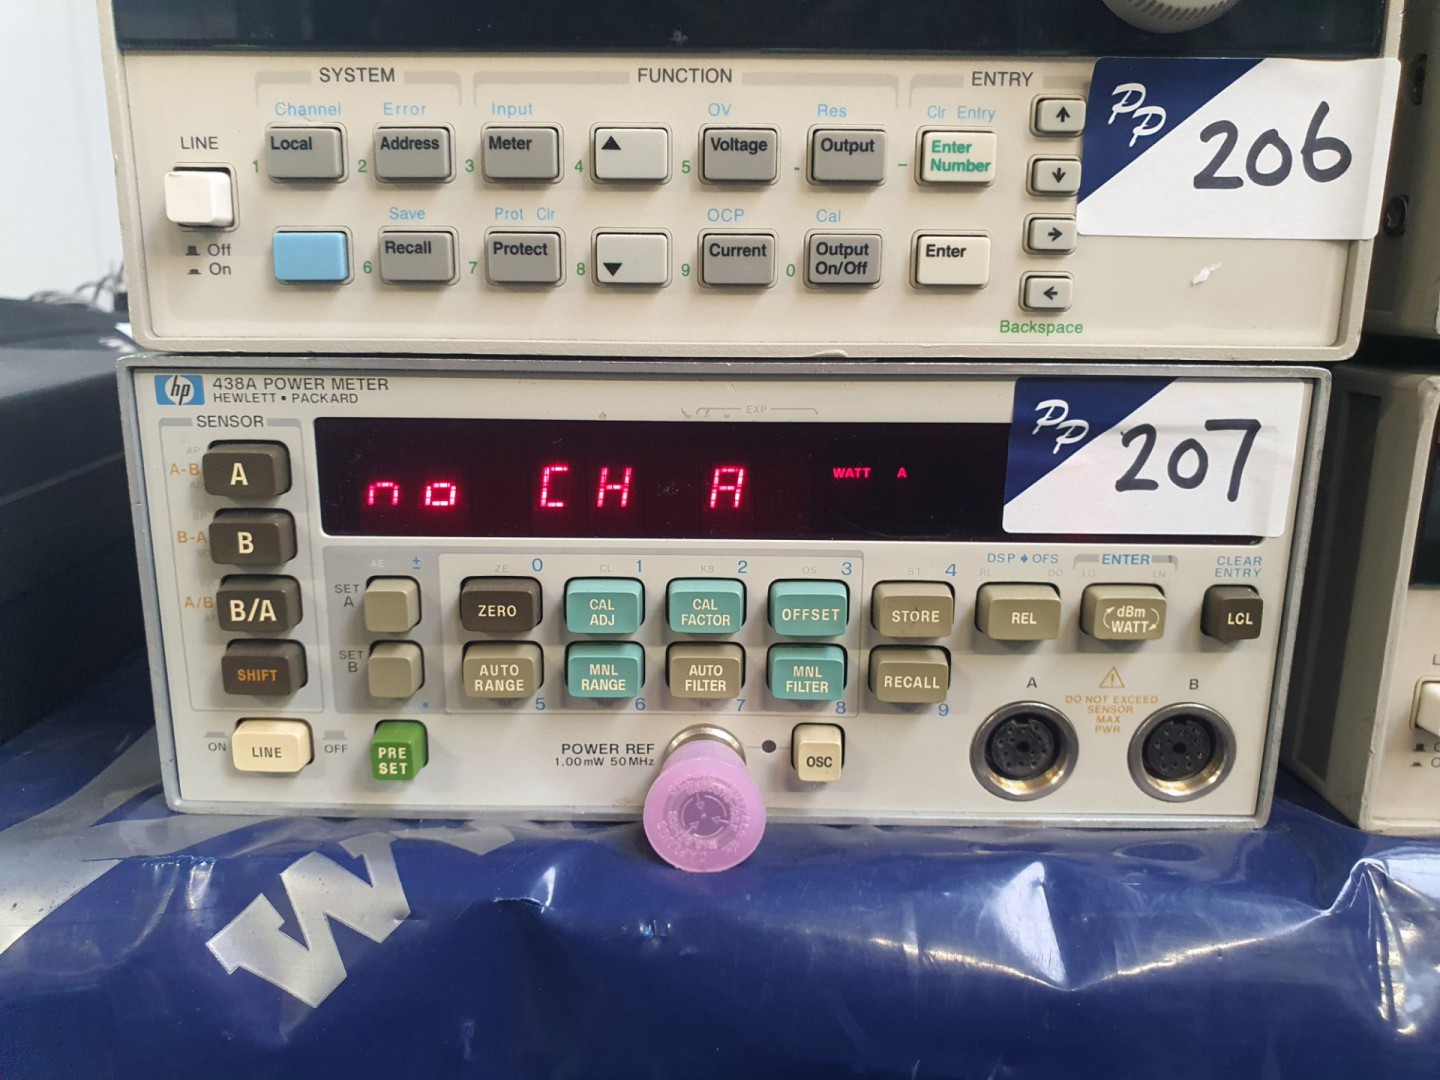 SYSTEM FUNCTION ENTRY
Channel Error Input OV Res Clr Entry
LINE
Local Address Meter ▲ Voltage Output Enter Number ↑
1 2 3 4 5 - −
↓
PP 206
Save Prot Clr OCP Cal
→
Off
On
Recall Protect ▼ Current Output On/Off Enter
6 7 8 9 0
←
Backspace
hp 438A POWER METER
HEWLETT ▪ PACKARD
SENSOR
EXP
PP 207
A-B A
no CH A WATT A
B-A B
A/B B/A
SHIFT
AE ±
SET A
SET B
ZE 0 CL 1 KB 2 OS 3 ST 4
DSP OFS ENTER CLEAR ENTRY
RL DO LG LN
ZERO CAL ADJ CAL FACTOR OFFSET STORE REL dBm WATT LCL
AUTO RANGE MNL RANGE AUTO FILTER MNL FILTER RECALL
5 6 7 8 9
A B
DO NOT EXCEED
SENSOR
MAX
PWR
ON LINE OFF PRE SET
POWER REF
1.00mW 50MHz
OSC
W